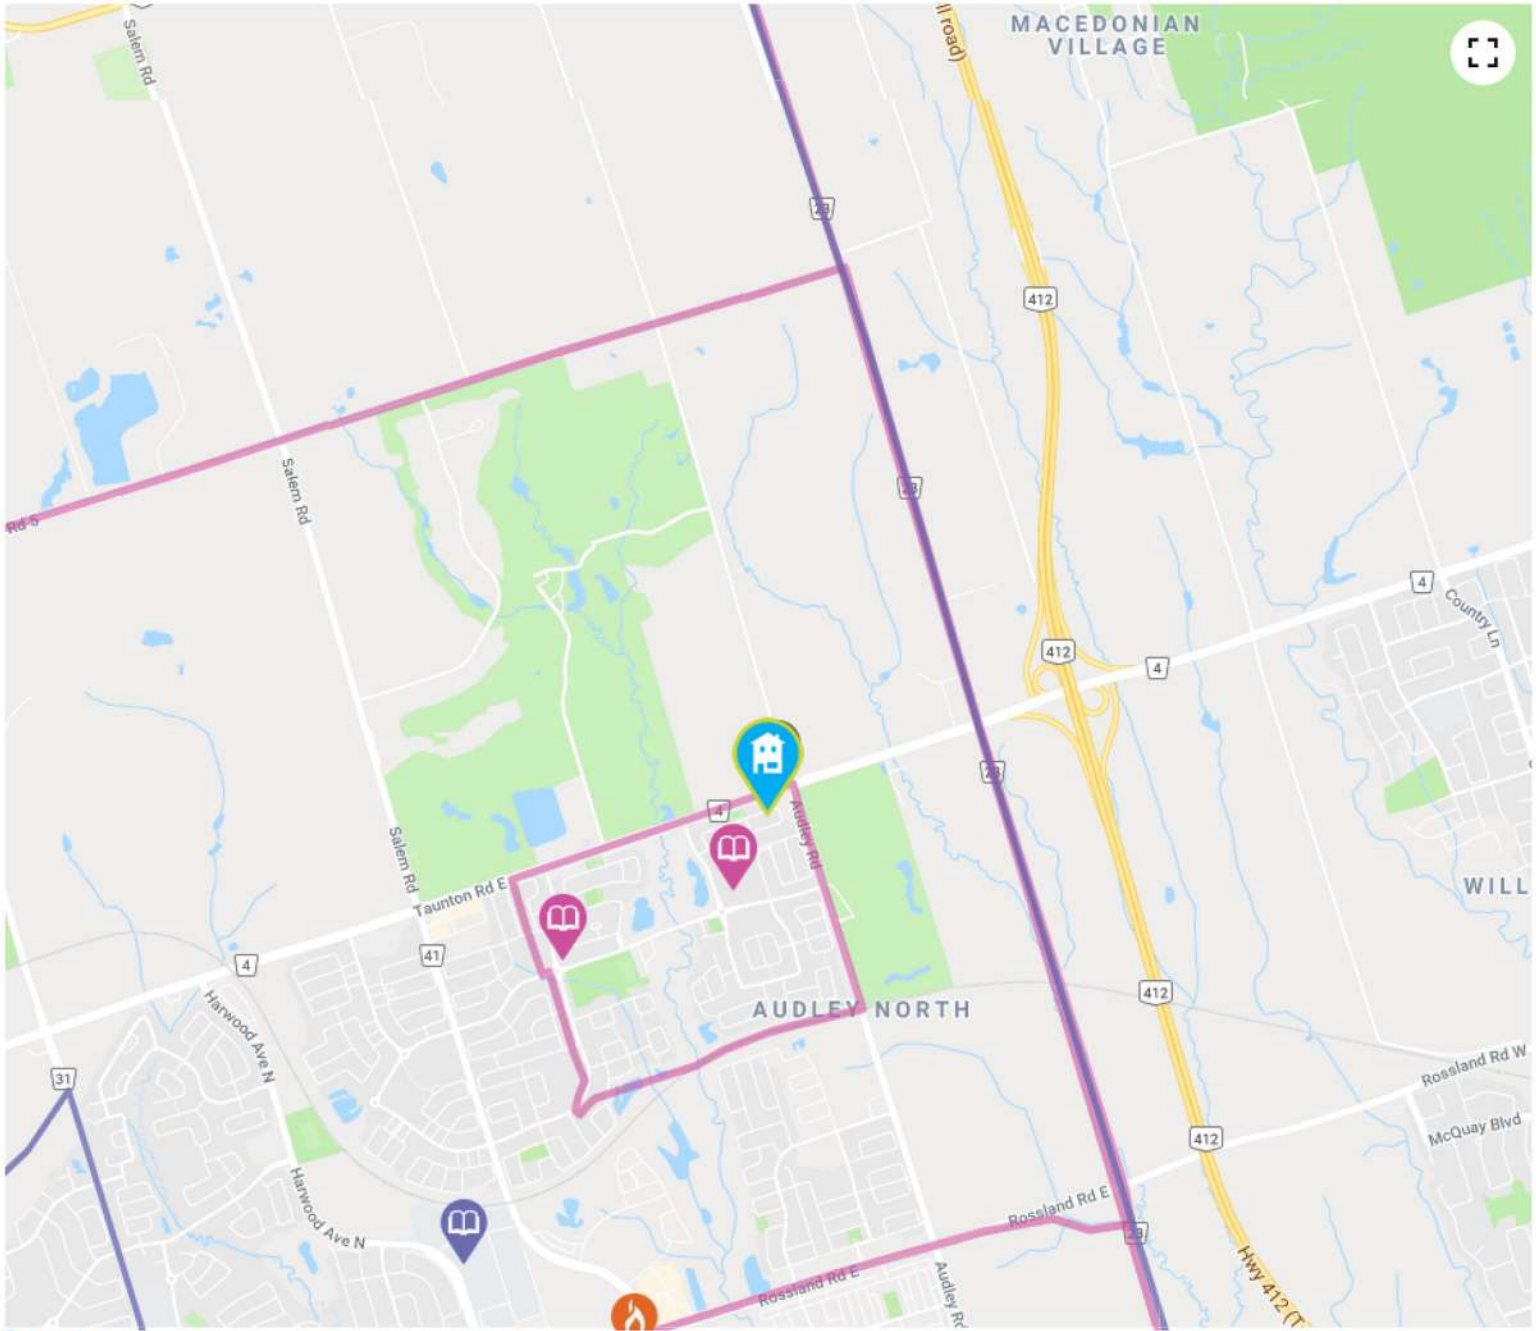 Salem Rd
ll road)
MACEDONIAN
VILLAGE
23
412
Salem Rd
23
Rd 5
4
Country Ln
412
4
23
4
Audley Rd
Salem Rd
Taunton Rd E
WILL
41
4
412
AUDLEY NORTH
Harwood Ave N
31
Rossland Rd W
McQuay Blvd
412
Harwood Ave N
Rossland Rd E
23
Hwy 412 (T
Rossland Rd E
Audley Rd